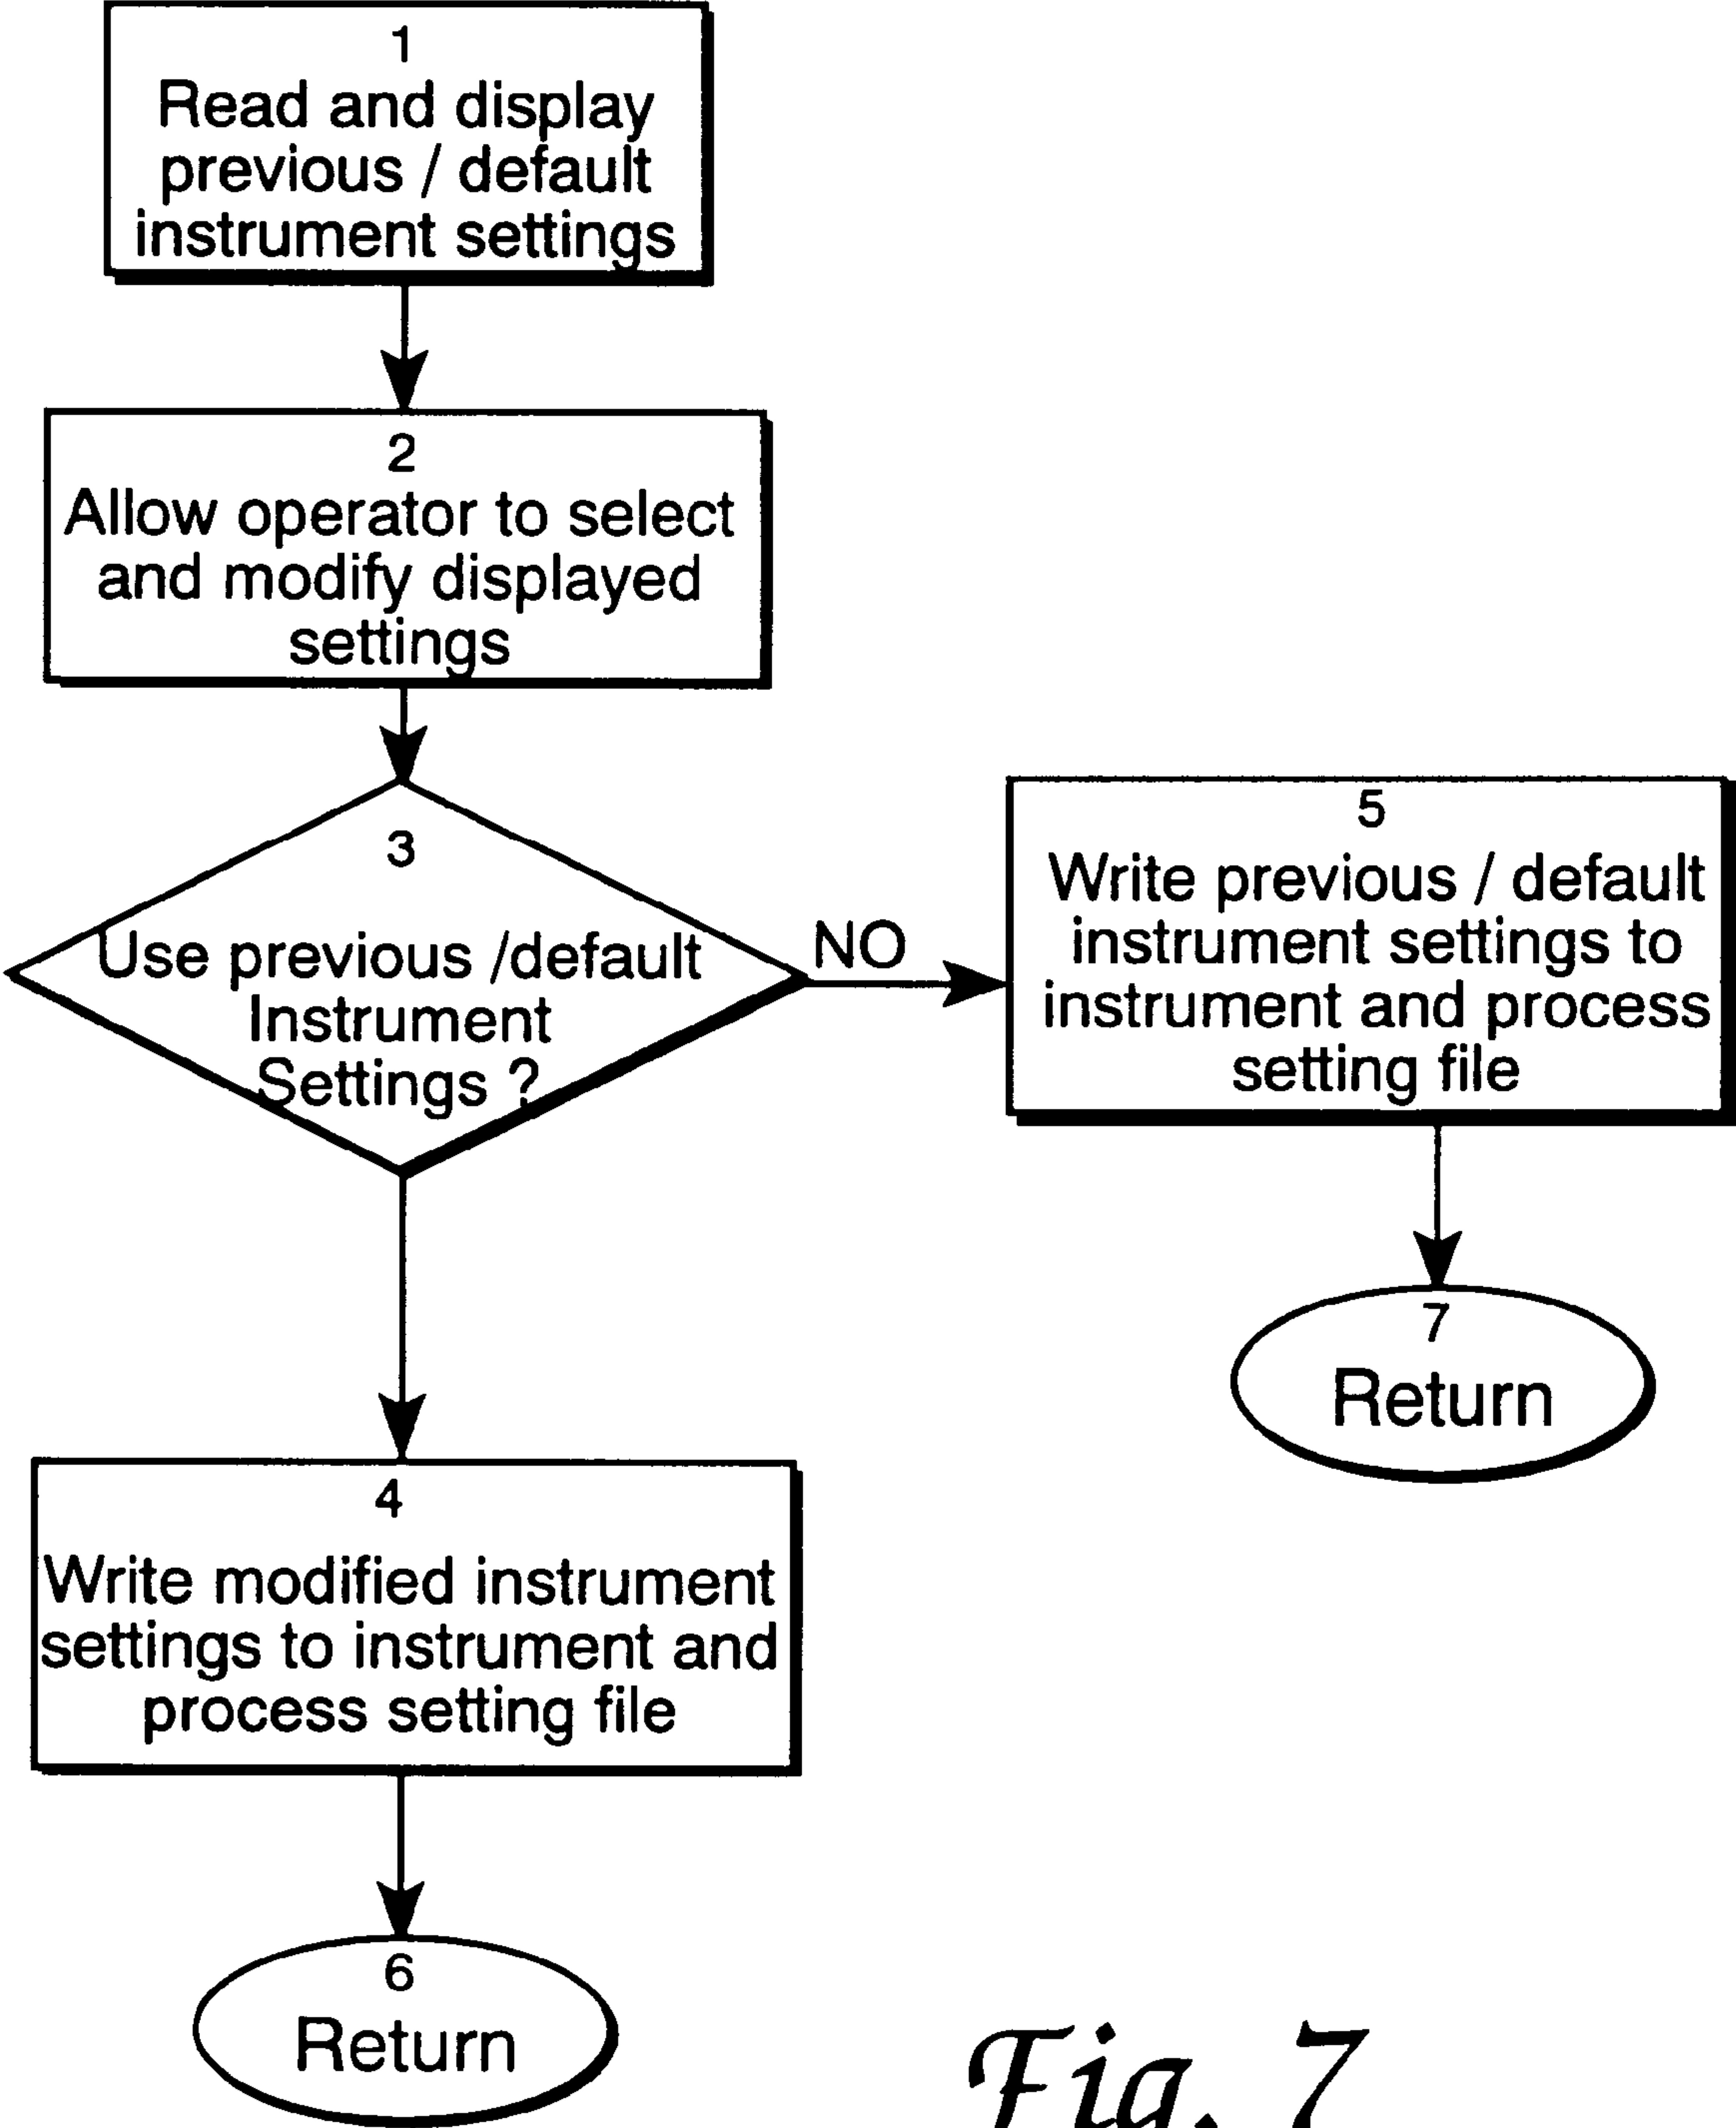 1
Read and display
previous / default
instrument settings
2
Allow operator to select
and modify displayed
settings
3
Use previous /default
Instrument
Settings ?
NO
5
Write previous / default
instrument settings to
instrument and process
setting file
7
Return
4
Write modified instrument
settings to instrument and
process setting file
6
Return
Fig. 7